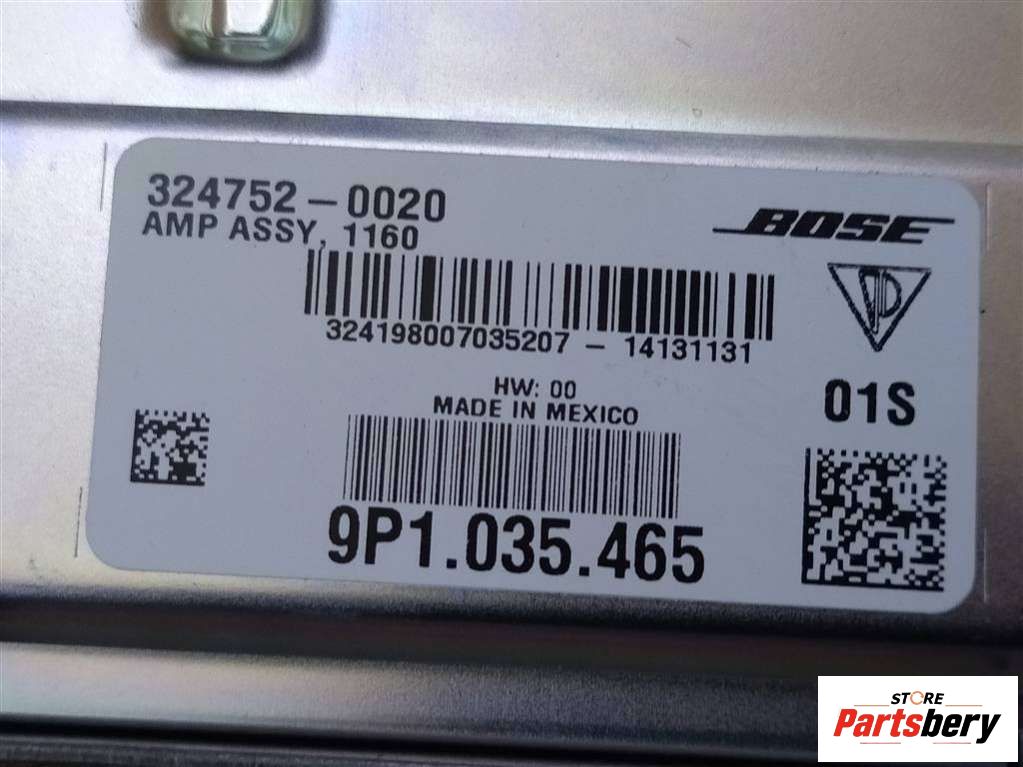 324752-0020
AMP ASSY, 1160
BOSE
324198007035207 - 14131131
HW: 00
MADE IN MEXICO
01S
9P1.035.465
STORE
Partsbery